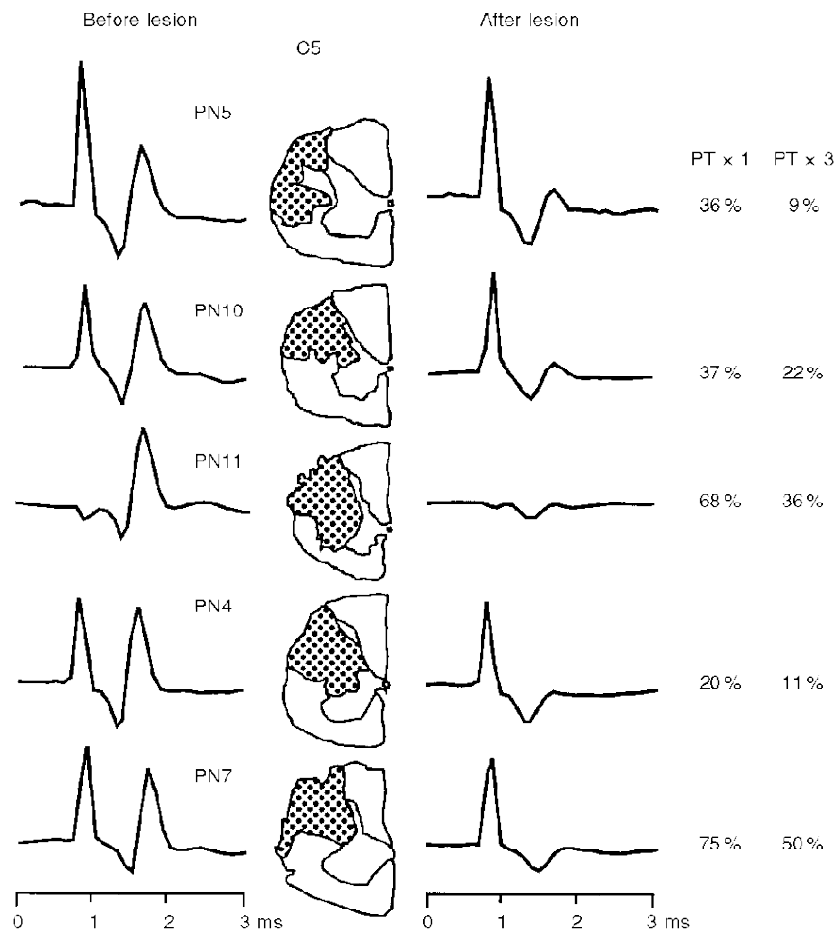 Before lesion
After lesion
C5
PN5
PT x 1 PT x 3
36 % 9 %
PN10
37 % 22 %
PN11
68 % 36 %
PN4
20 % 11 %
PN7
75 % 50 %
0 1 2 3 ms
0 1 2 3 ms